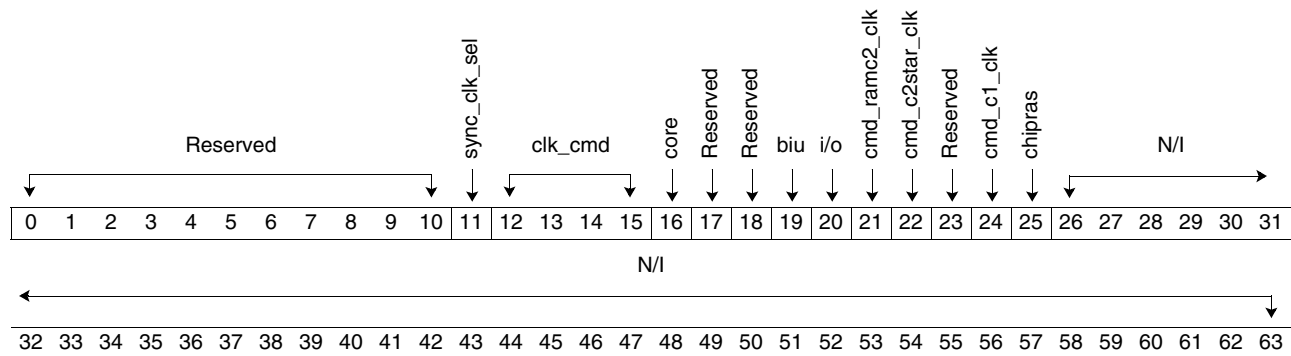 Reserved
sync_clk_sel
clk_cmd
core
Reserved
Reserved
biu
i/o
cmd_ramc2_clk
cmd_c2star_clk
Reserved
cmd_c1_clk
chipras
N/I
0 1 2 3 4 5 6 7 8 9 10 11 12 13 14 15 16 17 18 19 20 21 22 23 24 25 26 27 28 29 30 31
N/I
32 33 34 35 36 37 38 39 40 41 42 43 44 45 46 47 48 49 50 51 52 53 54 55 56 57 58 59 60 61 62 63